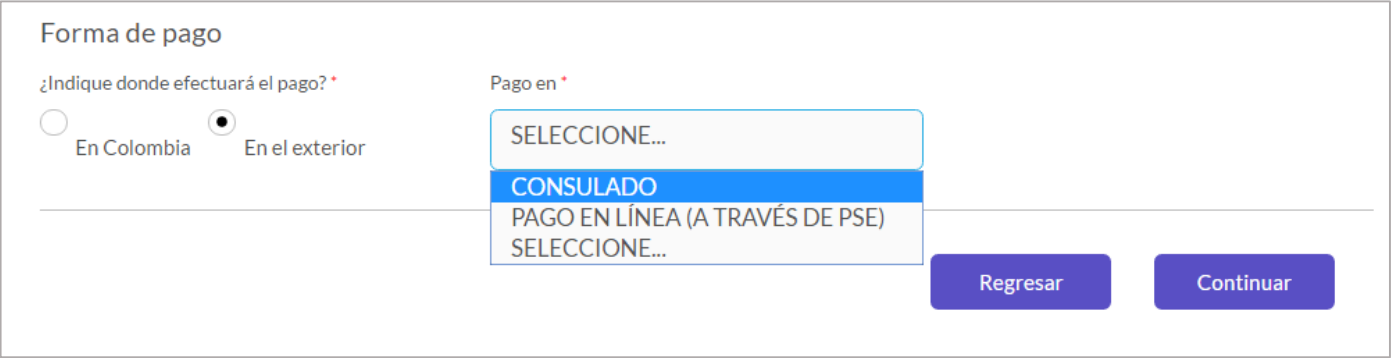 Forma de pago
¿Indique donde efectuará el pago? *
Pago en *
En Colombia
En el exterior
SELECCIONE...
CONSULADO
PAGO EN LÍNEA (A TRAVÉS DE PSE)
SELECCIONE...
Regresar
Continuar